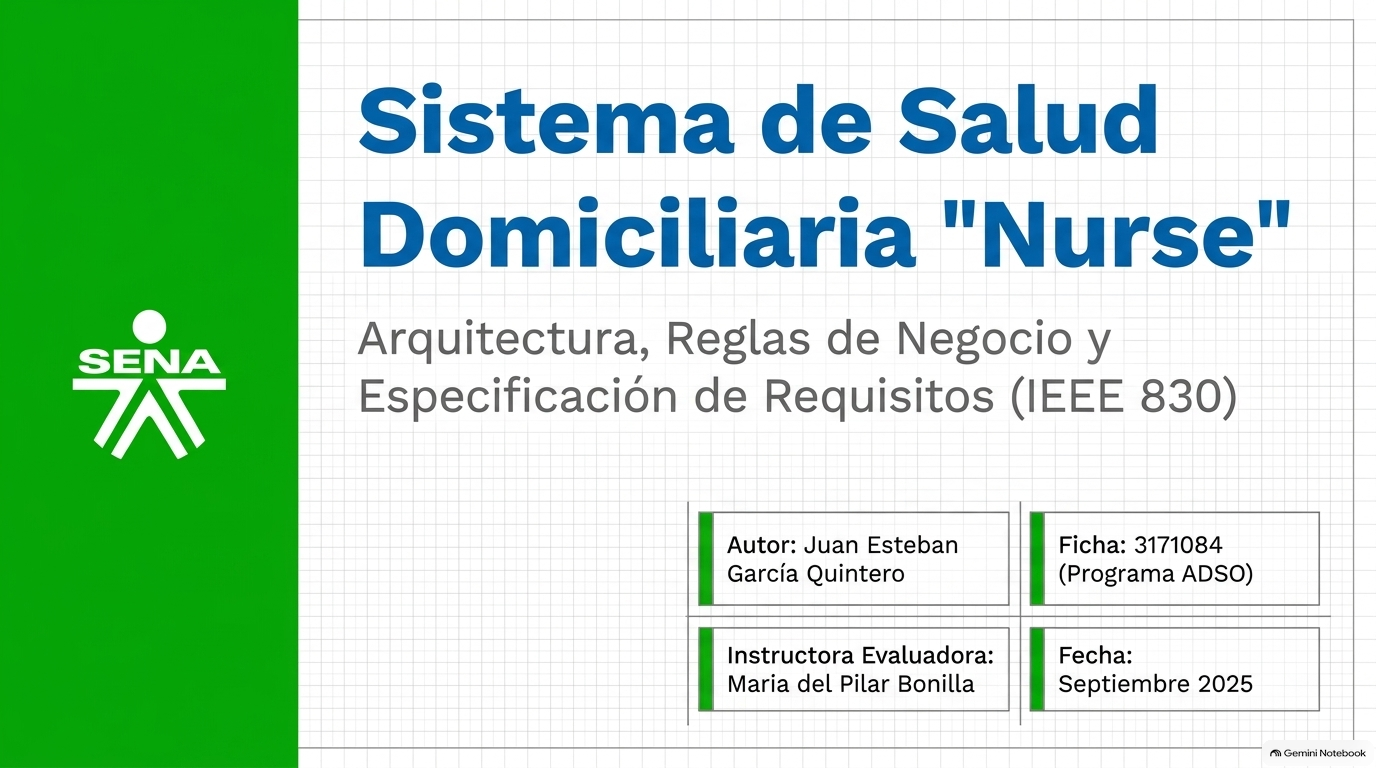 SENA
Sistema de Salud
Domiciliaria "Nurse"
Arquitectura, Reglas de Negocio y
Especificación de Requisitos (IEEE 830)
Autor: Juan Esteban
García Quintero
Ficha: 3171084
(Programa ADSO)
Instructora Evaluadora:
Maria del Pilar Bonilla
Fecha:
Septiembre 2025
Gemini Notebook